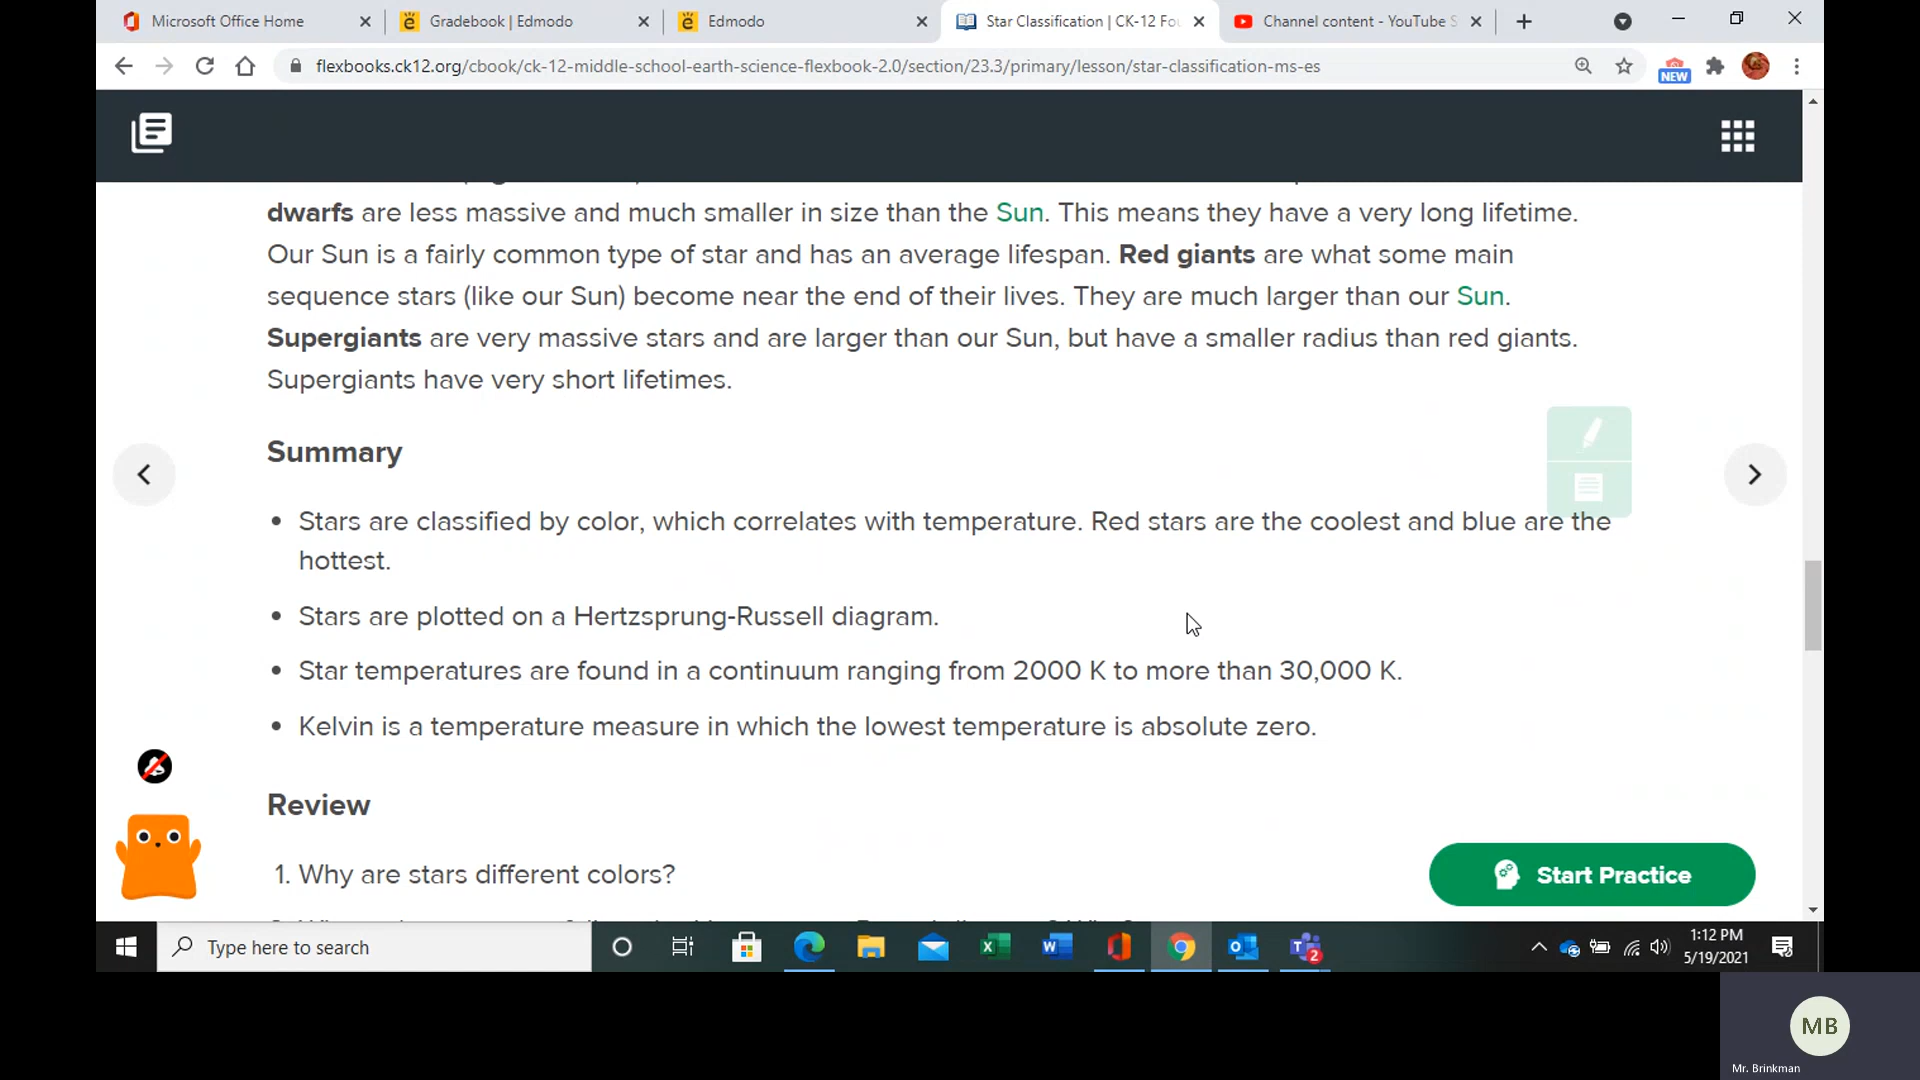 Microsoft Office Home
Gradebook | Edmodo
Edmodo
Star Classification | CK-12 Fou
Channel content - YouTube S
flexbooks.ck12.org/cbook/ck-12-middle-school-earth-science-flexbook-2.0/section/23.3/primary/lesson/star-classification-ms-es
NEW
dwarfs are less massive and much smaller in size than the Sun. This means they have a very long lifetime.
Our Sun is a fairly common type of star and has an average lifespan. Red giants are what some main
sequence stars (like our Sun) become near the end of their lives. They are much larger than our Sun.
Supergiants are very massive stars and are larger than our Sun, but have a smaller radius than red giants.
Supergiants have very short lifetimes.
Summary
• Stars are classified by color, which correlates with temperature. Red stars are the coolest and blue are the
hottest.
• Stars are plotted on a Hertzsprung-Russell diagram.
• Star temperatures are found in a continuum ranging from 2000 K to more than 30,000 K.
• Kelvin is a temperature measure in which the lowest temperature is absolute zero.
Review
1. Why are stars different colors?
Start Practice
Type here to search
2
1:12 PM
5/19/2021
MB
Mr. Brinkman